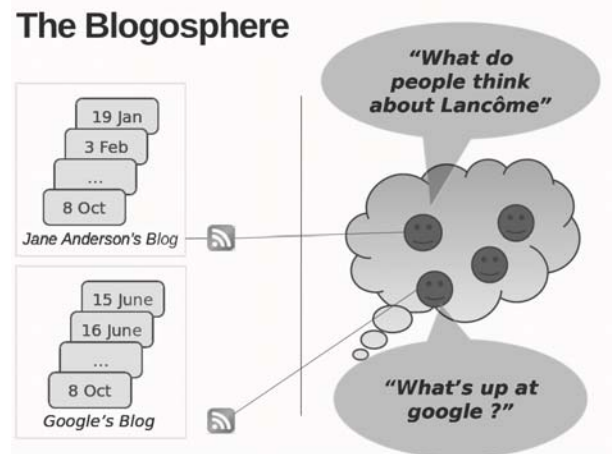 The Blogosphere
19 Jan
3 Feb
...
8 Oct
Jane Anderson's Blog
15 June
16 June
...
8 Oct
Google's Blog
“What do
people think
about Lancôme”
“What's up at
google ?”